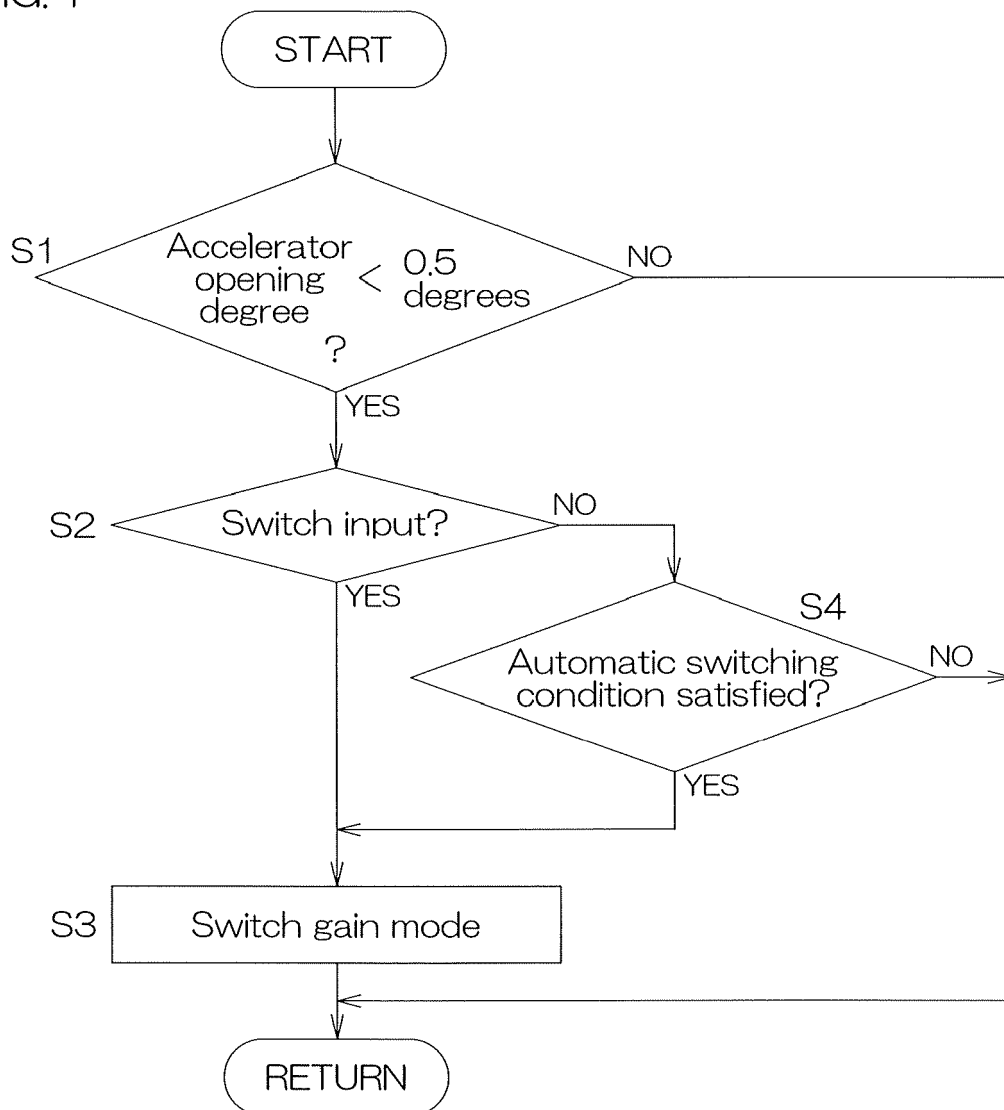 START
S1
Accelerator
opening
degree
<
0.5
degrees
?
NO
YES
S2
Switch input?
NO
YES
S4
Automatic switching
condition satisfied?
NO
YES
S3
Switch gain mode
RETURN